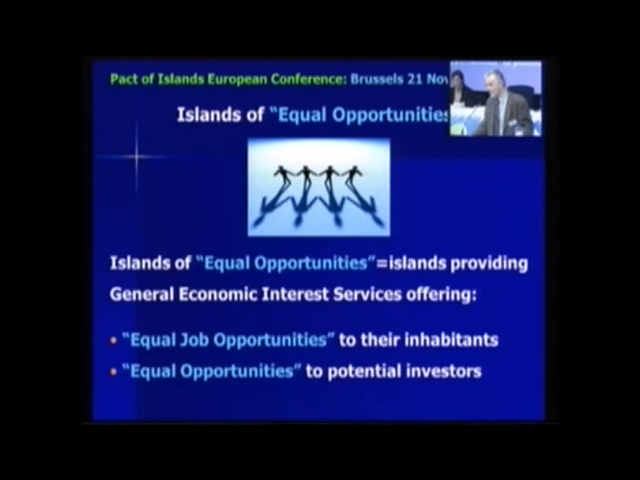 Pact of Islands European Conference: Brussels 21 Nov
Islands of “Equal Opportunities
Islands of “Equal Opportunities”=islands providing
General Economic Interest Services offering:
• “Equal Job Opportunities” to their inhabitants
• “Equal Opportunities” to potential investors